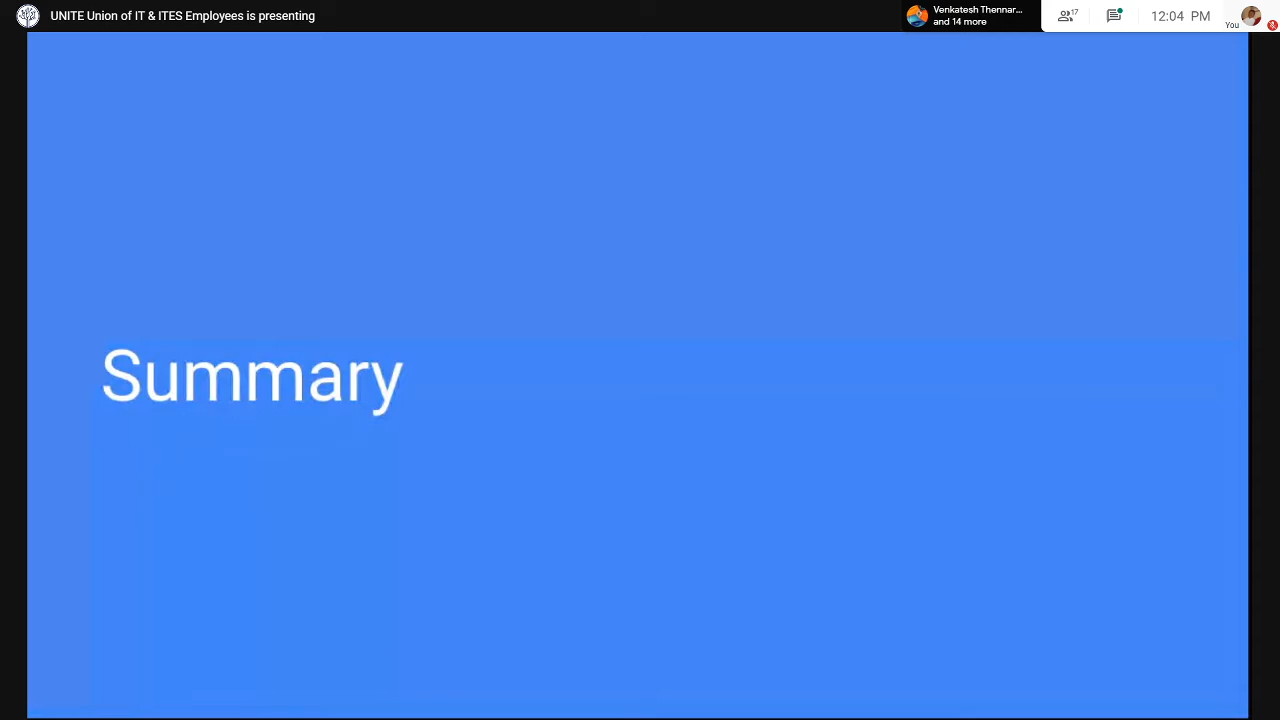 UNITE Union of IT & ITES Employees is presenting
Venkatesh Thennar...
and 14 more
17
12:04 PM
You
Summary